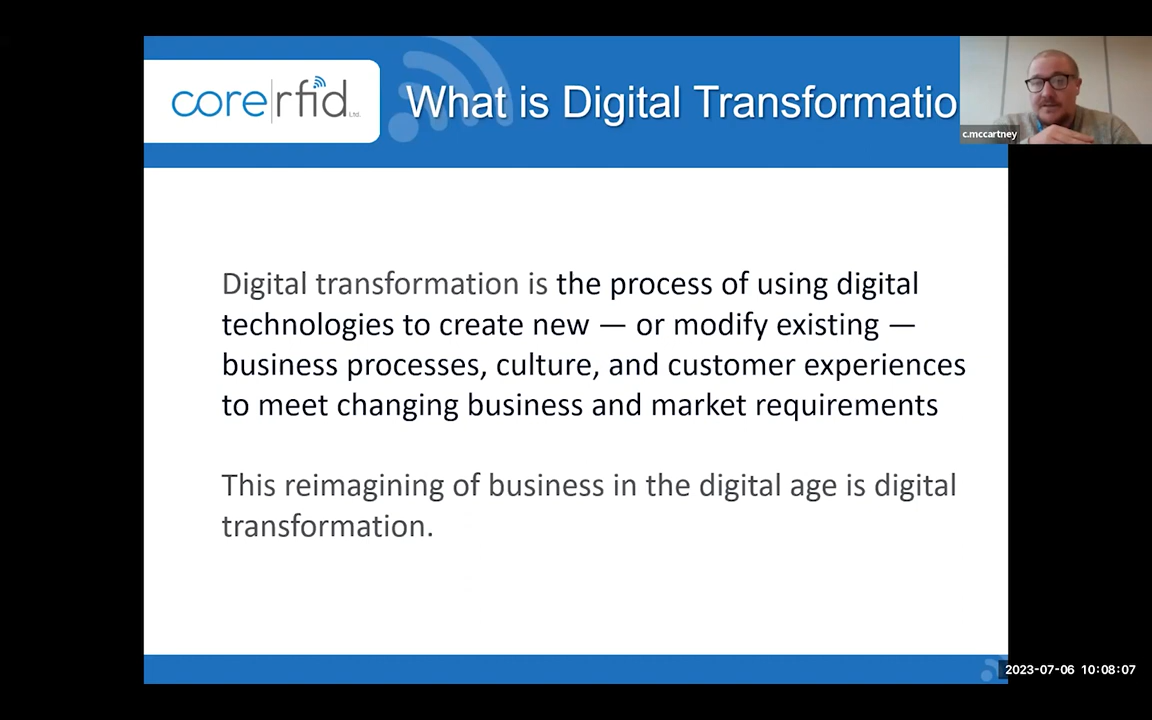 core|rfid Ltd.
What is Digital Transformatio
c.mccartney
Digital transformation is the process of using digital
technologies to create new — or modify existing —
business processes, culture, and customer experiences
to meet changing business and market requirements
This reimagining of business in the digital age is digital
transformation.
2023-07-06 10:08:07